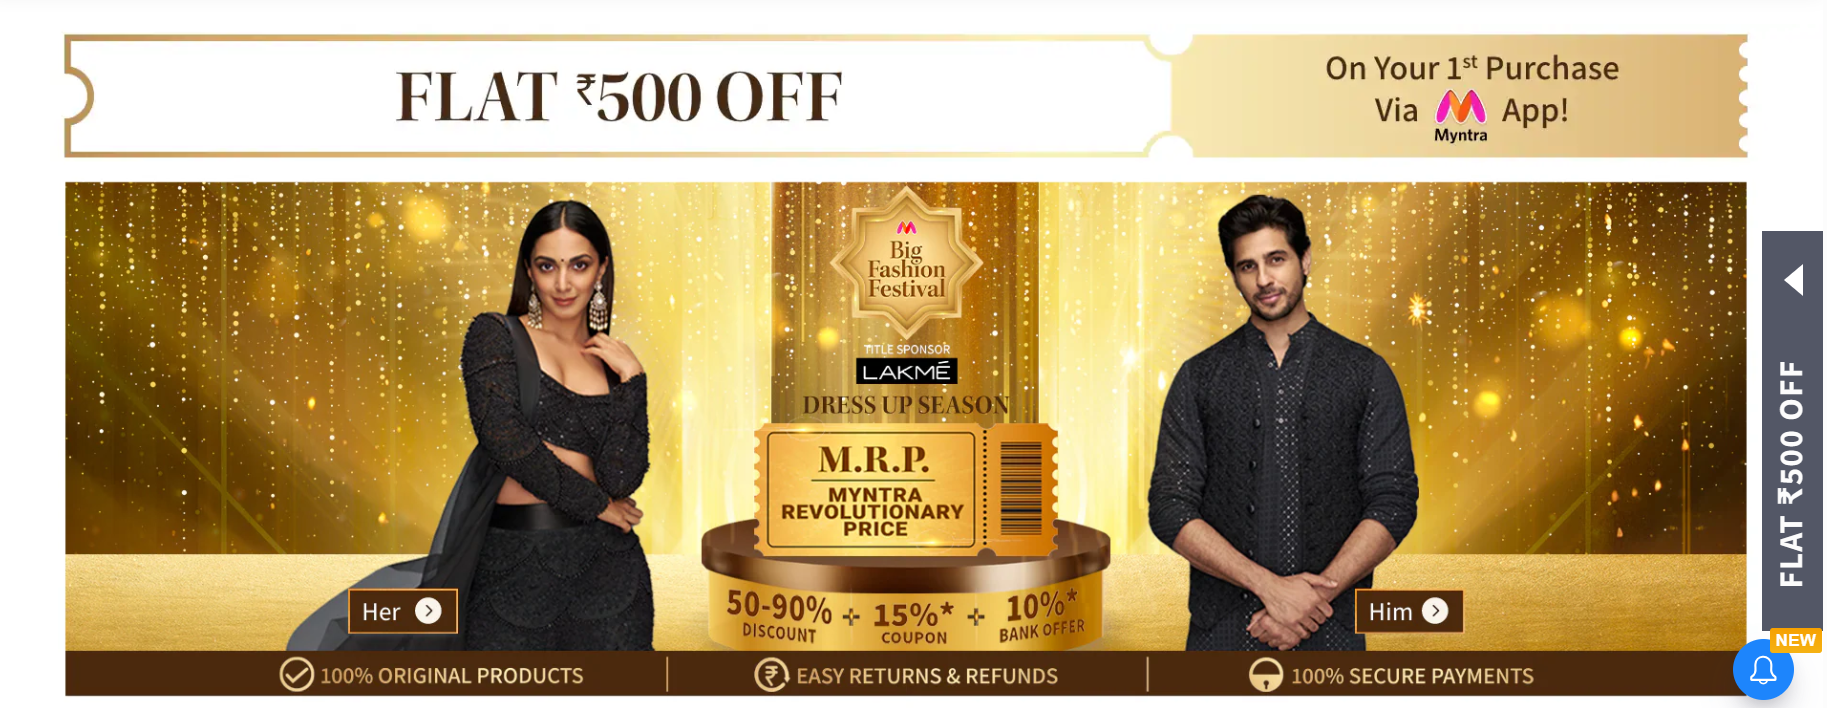 FLAT ₹500 OFF
On Your 1st Purchase
Via Myntra App!
Big
Fashion
Festival
TITLE SPONSOR
LAKMÉ
DRESS UP SEASON
M.R.P.
MYNTRA
REVOLUTIONARY
PRICE
50-90% + 15%* + 10%*
DISCOUNT COUPON BANK OFFER
Her
Him
100% ORIGINAL PRODUCTS
EASY RETURNS & REFUNDS
100% SECURE PAYMENTS
FLAT ₹500 OFF
NEW